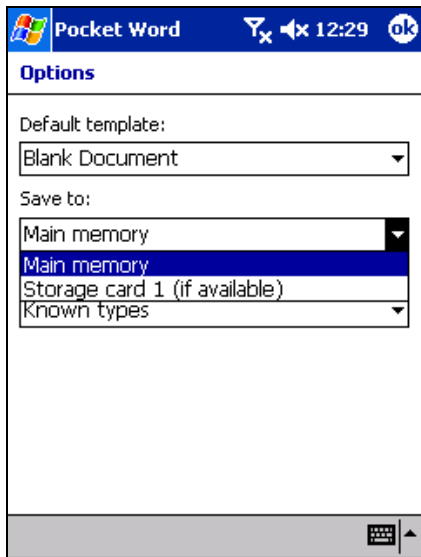 Pocket Word 12:29 ok
Options
Default template:
Blank Document
Save to:
Main memory
Main memory
Storage card 1 (if available)
Known types